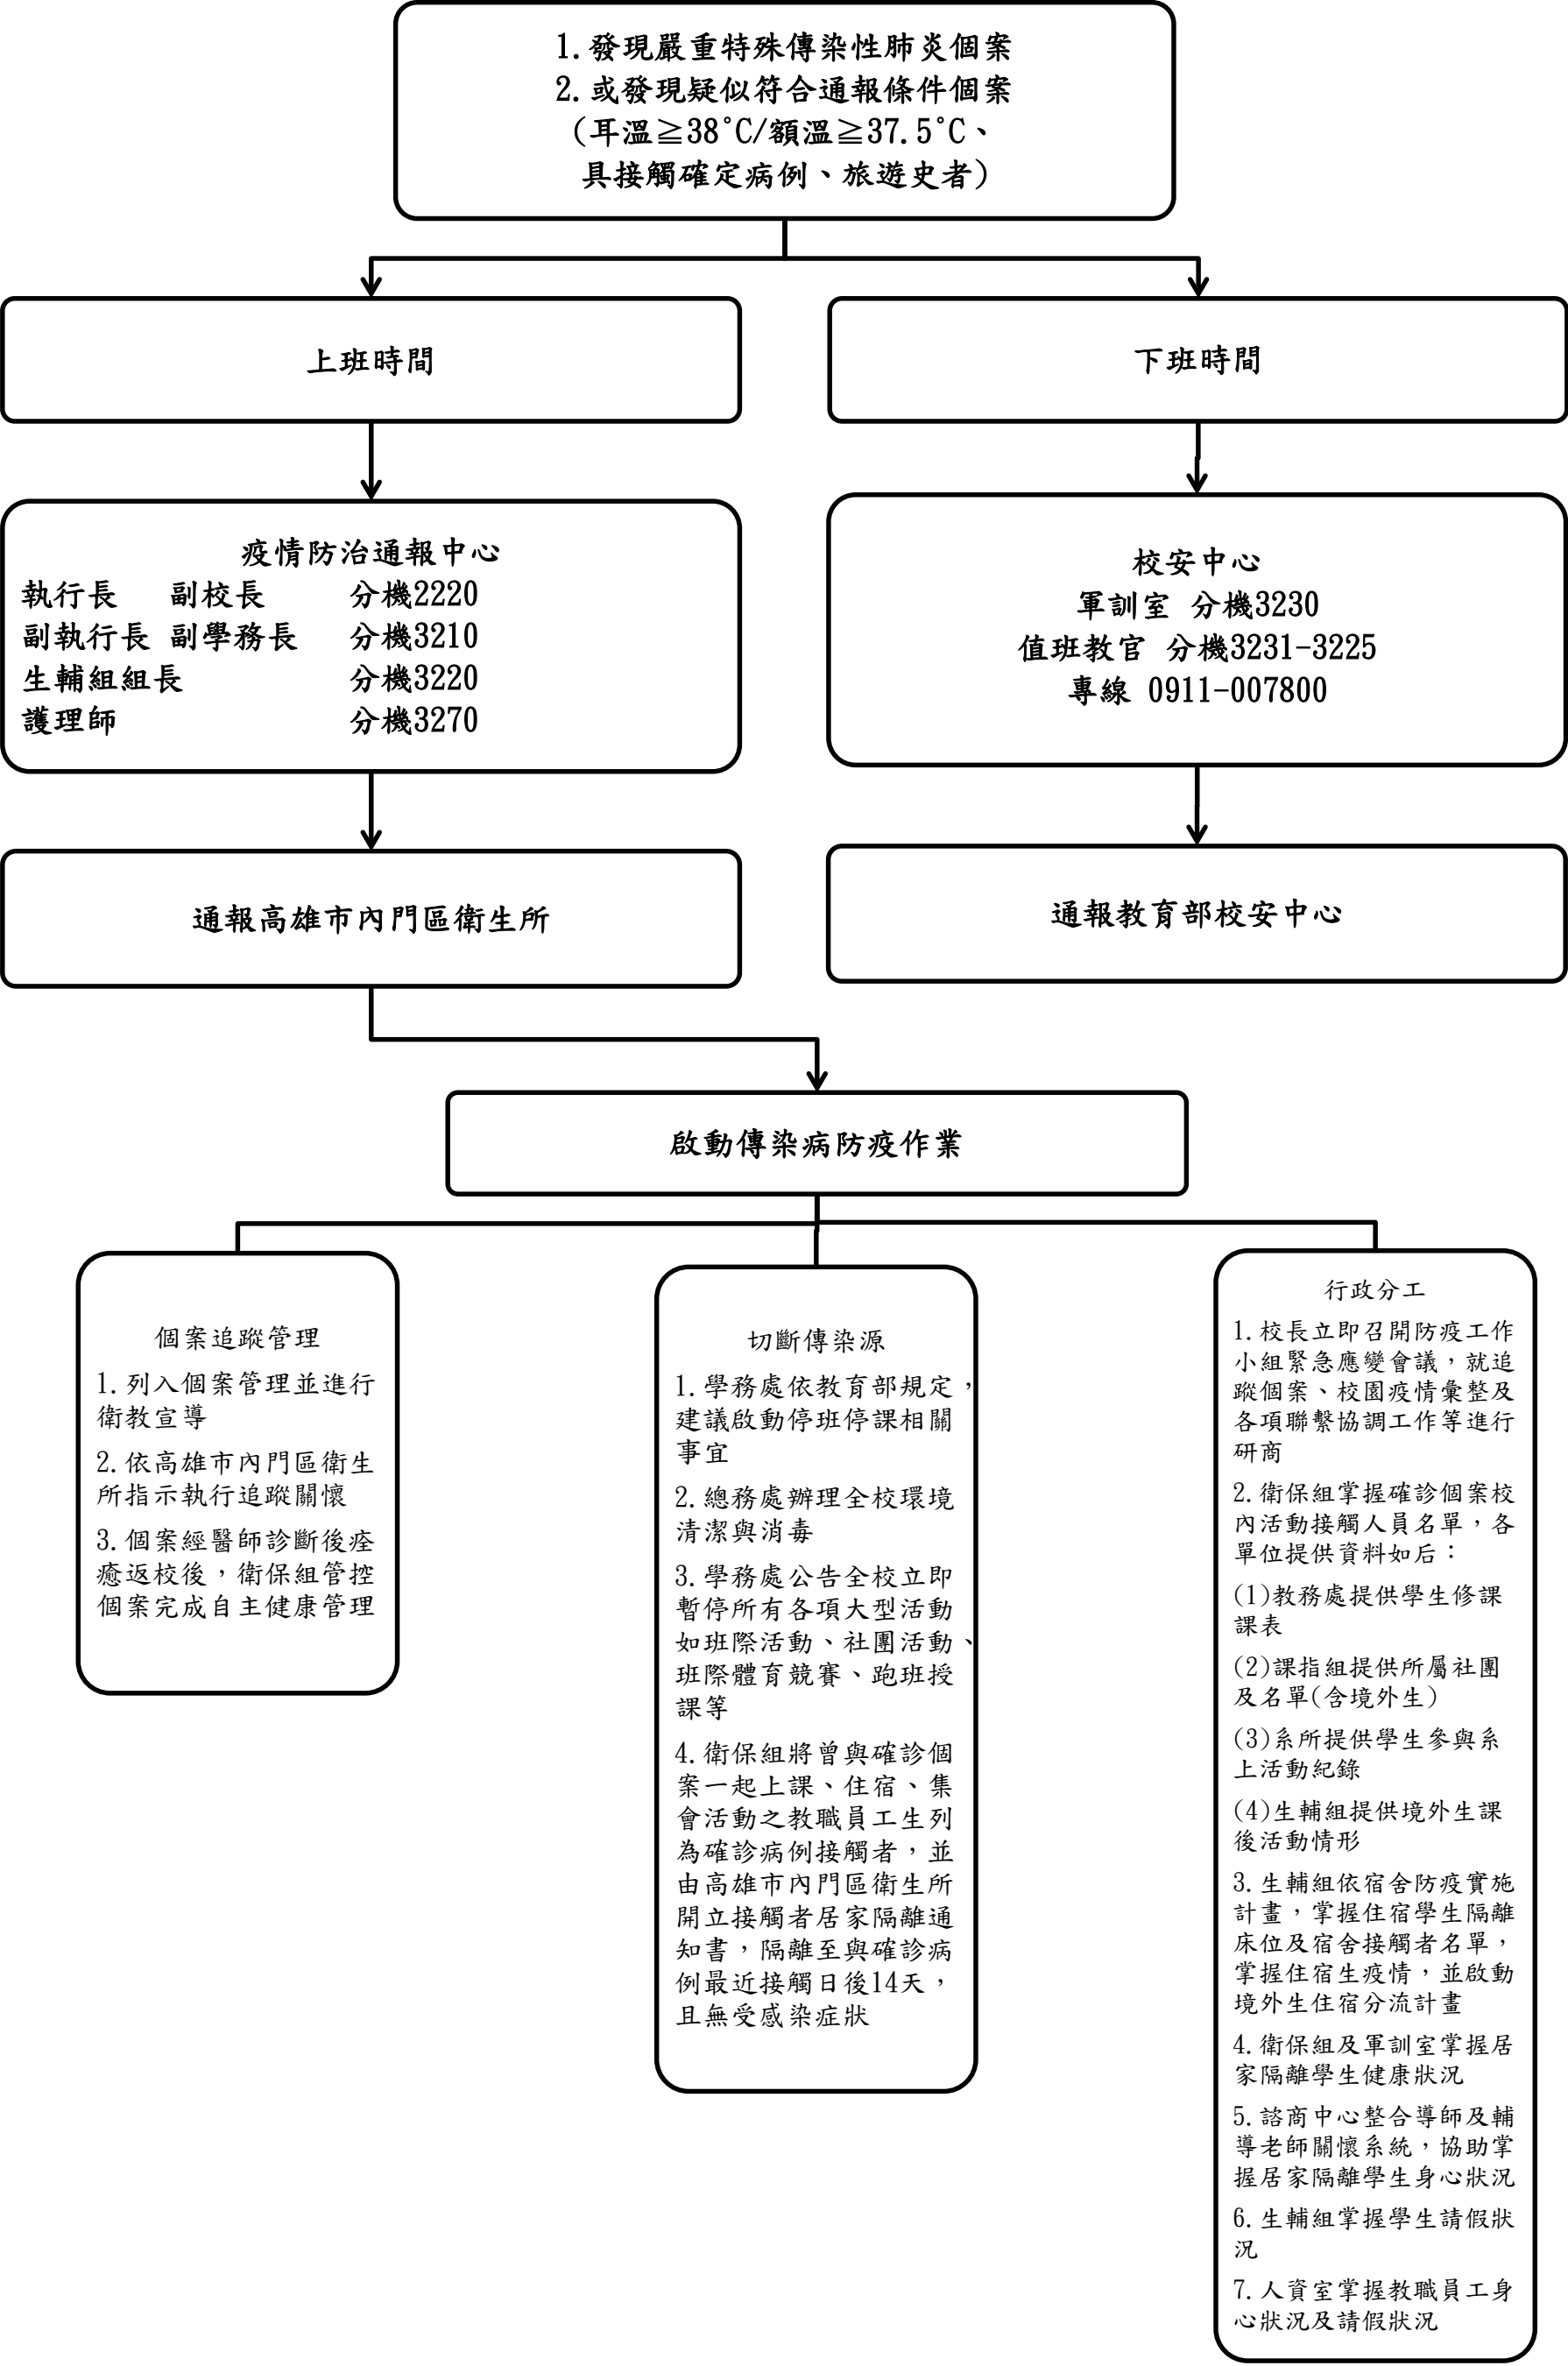 1.發現嚴重特殊傳染性肺炎個案
2.或發現疑似符合通報條件個案
(耳溫≧38°C/額溫≧37.5°C、
具接觸確定病例、旅遊史者)
上班時間
下班時間
疫情防治通報中心
執行長 副校長 分機2220
副執行長 副學務長 分機3210
生輔組組長 分機3220
護理師 分機3270
校安中心
軍訓室 分機3230
值班教官 分機3231-3225
專線 0911-007800
通報高雄市內門區衛生所
通報教育部校安中心
啟動傳染病防疫作業
個案追蹤管理
1.列入個案管理並進行
衛教宣導
2.依高雄市內門區衛生
所指示執行追蹤關懷
3.個案經醫師診斷後痊
癒返校後，衛保組管控
個案完成自主健康管理
切斷傳染源
1.學務處依教育部規定，
建議啟動停班停課相關
事宜
2.總務處辦理全校環境
清潔與消毒
3.學務處公告全校立即
暫停所有各項大型活動
如班際活動、社團活動、
班際體育競賽、跑班授
課等
4.衛保組將曾與確診個
案一起上課、住宿、集
會活動之教職員工生列
為確診病例接觸者，並
由高雄市內門區衛生所
開立接觸者居家隔離通
知書，隔離至與確診病
例最近接觸日後14天，
且無受感染症狀
行政分工
1.校長立即召開防疫工作
小組緊急應變會議，就追
蹤個案、校園疫情彙整及
各項聯繫協調工作等進行
研商
2.衛保組掌握確診個案校
內活動接觸人員名單，各
單位提供資料如后：
(1)教務處提供學生修課
課表
(2)課指組提供所屬社團
及名單(含境外生)
(3)系所提供學生參與系
上活動紀錄
(4)生輔組提供境外生課
後活動情形
3.生輔組依宿舍防疫實施
計畫，掌握住宿學生隔離
床位及宿舍接觸者名單，
掌握住宿生疫情，並啟動
境外生住宿分流計畫
4.衛保組及軍訓室掌握居
家隔離學生健康狀況
5.諮商中心整合導師及輔
導老師關懷系統，協助掌
握居家隔離學生身心狀況
6.生輔組掌握學生請假狀
況
7.人資室掌握教職員工身
心狀況及請假狀況